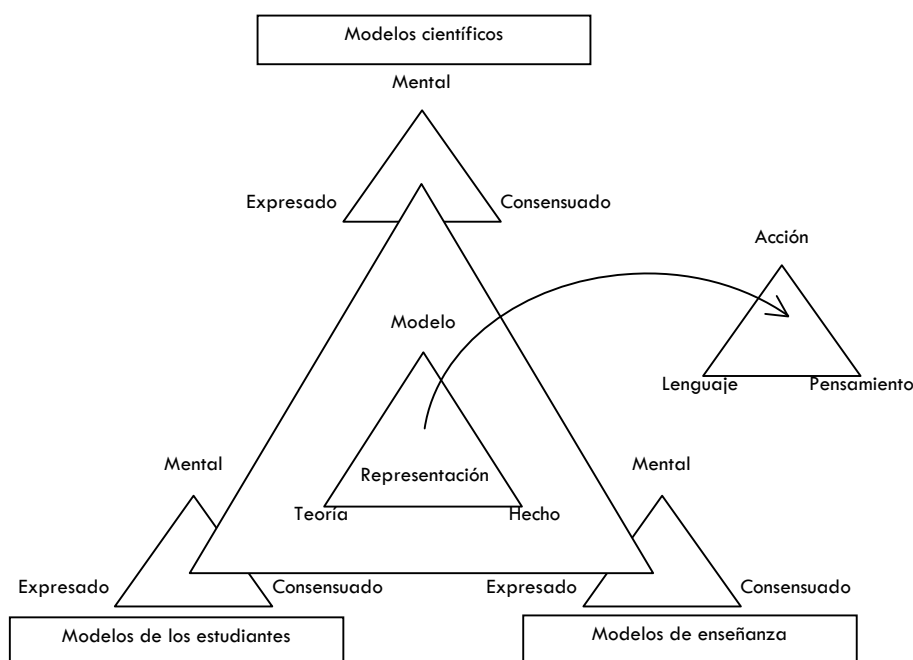 Modelos científicos
Mental
Expresado
Consensuado
Acción
Modelo
Lenguaje
Pensamiento
Mental
Mental
Representación
Teoría
Hecho
Expresado
Consensuado
Expresado
Consensuado
Modelos de los estudiantes
Modelos de enseñanza